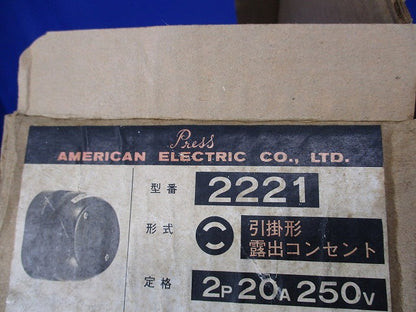 Press
AMERICAN ELECTRIC CO., LTD.
型番 2221
形式 引掛形
露出コンセント
定格 2P 20A 250V